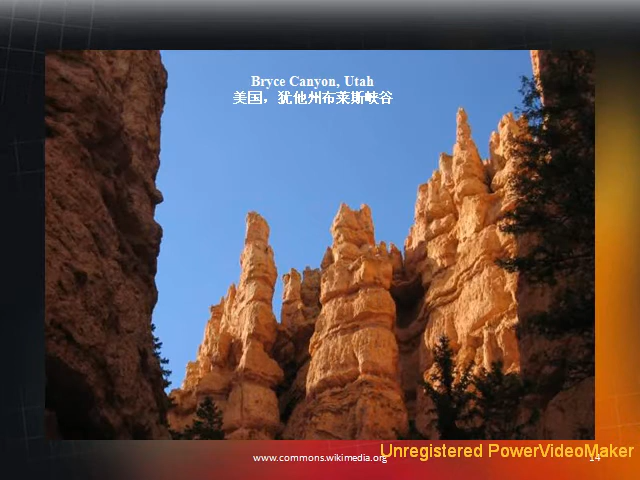 Bryce Canyon, Utah
美国，犹他州布莱斯峡谷
www.commons.wikimedia.org
Unregistered PowerVideoMaker
14